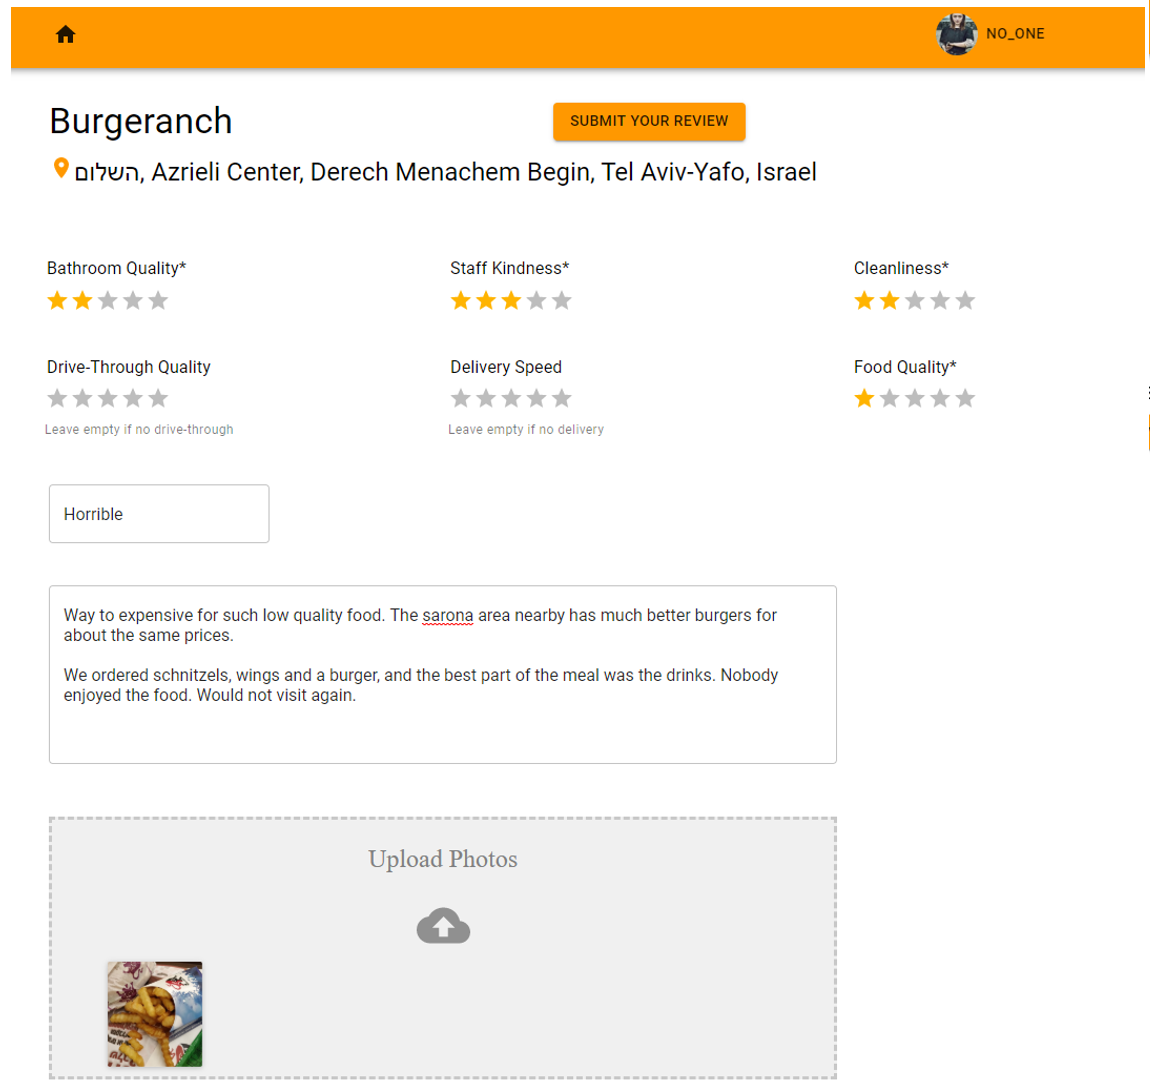 NO_ONE
Burgeranch
SUBMIT YOUR REVIEW
השלום, Azrieli Center, Derech Menachem Begin, Tel Aviv-Yafo, Israel
Bathroom Quality*
Staff Kindness*
Cleanliness*
Drive-Through Quality
Delivery Speed
Food Quality*
Leave empty if no drive-through
Leave empty if no delivery
Horrible
Way to expensive for such low quality food. The sarona area nearby has much better burgers for
about the same prices.
We ordered schnitzels, wings and a burger, and the best part of the meal was the drinks. Nobody
enjoyed the food. Would not visit again.
Upload Photos